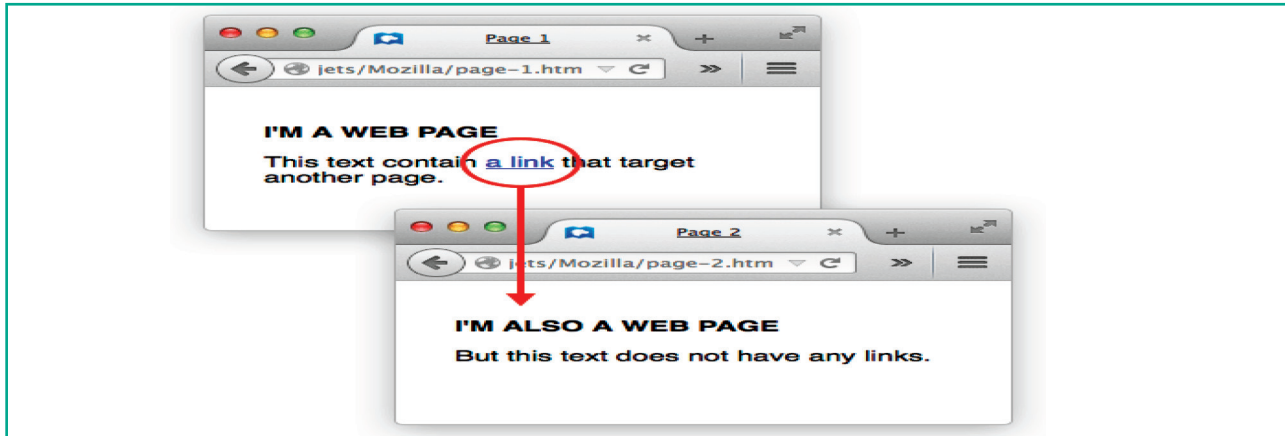 Page 1
jets/Mozilla/page-1.htm
I'M A WEB PAGE
This text contain a link that target
another page.
Page 2
jets/Mozilla/page-2.htm
I'M ALSO A WEB PAGE
But this text does not have any links.